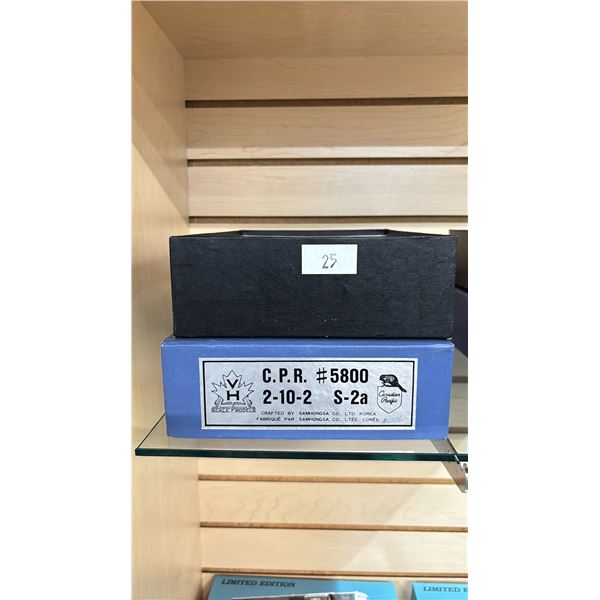 25
V H
SCALE MODELS
C.P.R. #5800
2-10-2 S-2a
Canadian Pacific
CRAFTED BY. SAMHONGSA CO., LTD. KOREA
FABRIQUÉ PAR. SAMHONGSA CO., LTÉE. CORÉE
LIMITED EDITION
LIMITED E